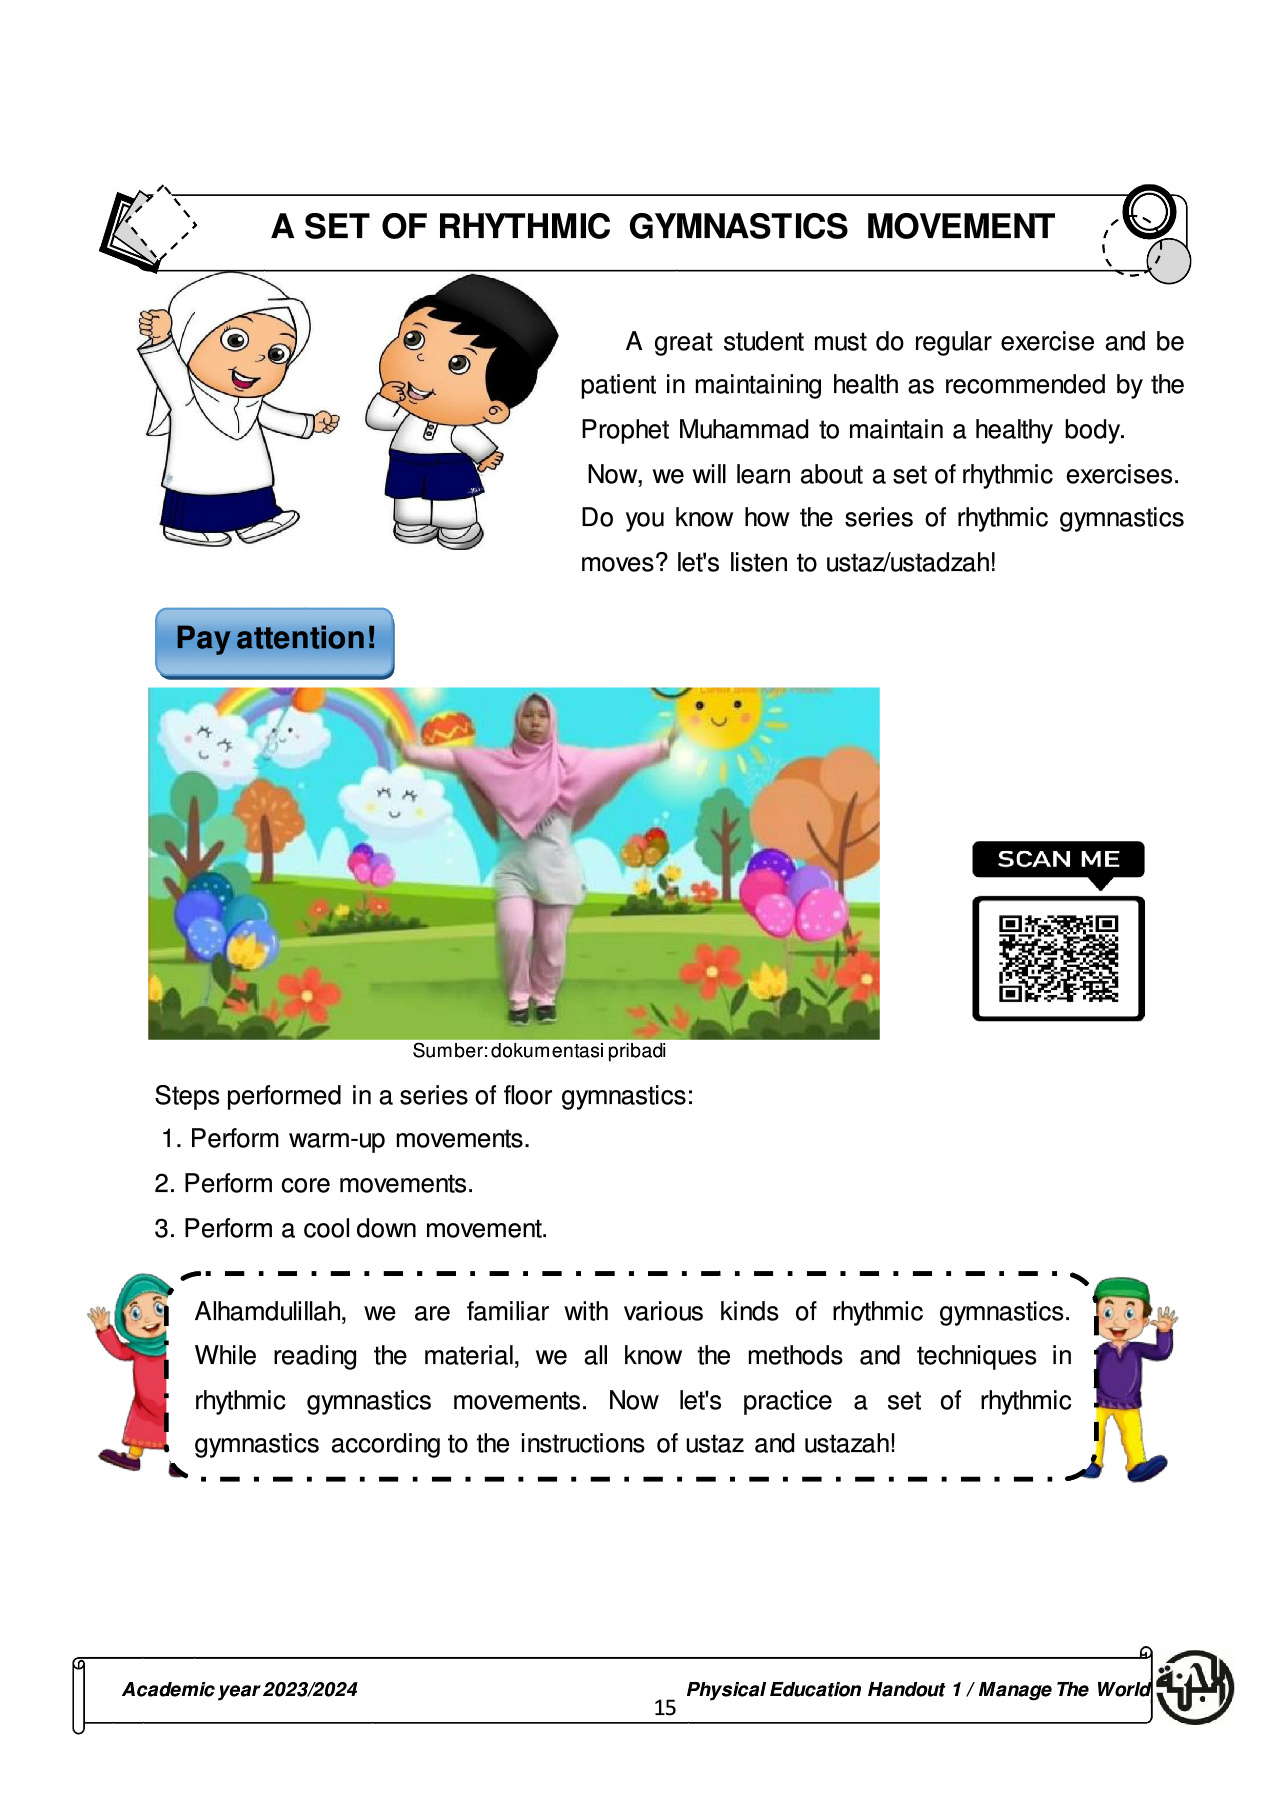 A SET OF RHYTHMIC GYMNASTICS MOVEMENT
A great student must do regular exercise and be
patient in maintaining health as recommended by the
Prophet Muhammad to maintain a healthy body.
Now, we will learn about a set of rhythmic exercises.
Do you know how the series of rhythmic gymnastics
moves? let's listen to ustaz/ustadzah!
Pay attention!
SCAN ME
Sumber: dokumentasi pribadi
Steps performed in a series of floor gymnastics:
1. Perform warm-up movements.
2. Perform core movements.
3. Perform a cool down movement.
Alhamdulillah, we are familiar with various kinds of rhythmic gymnastics.
While reading the material, we all know the methods and techniques in
rhythmic gymnastics movements. Now let's practice a set of rhythmic
gymnastics according to the instructions of ustaz and ustazah!
Academic year 2023/2024
Physical Education Handout 1 / Manage The World
15